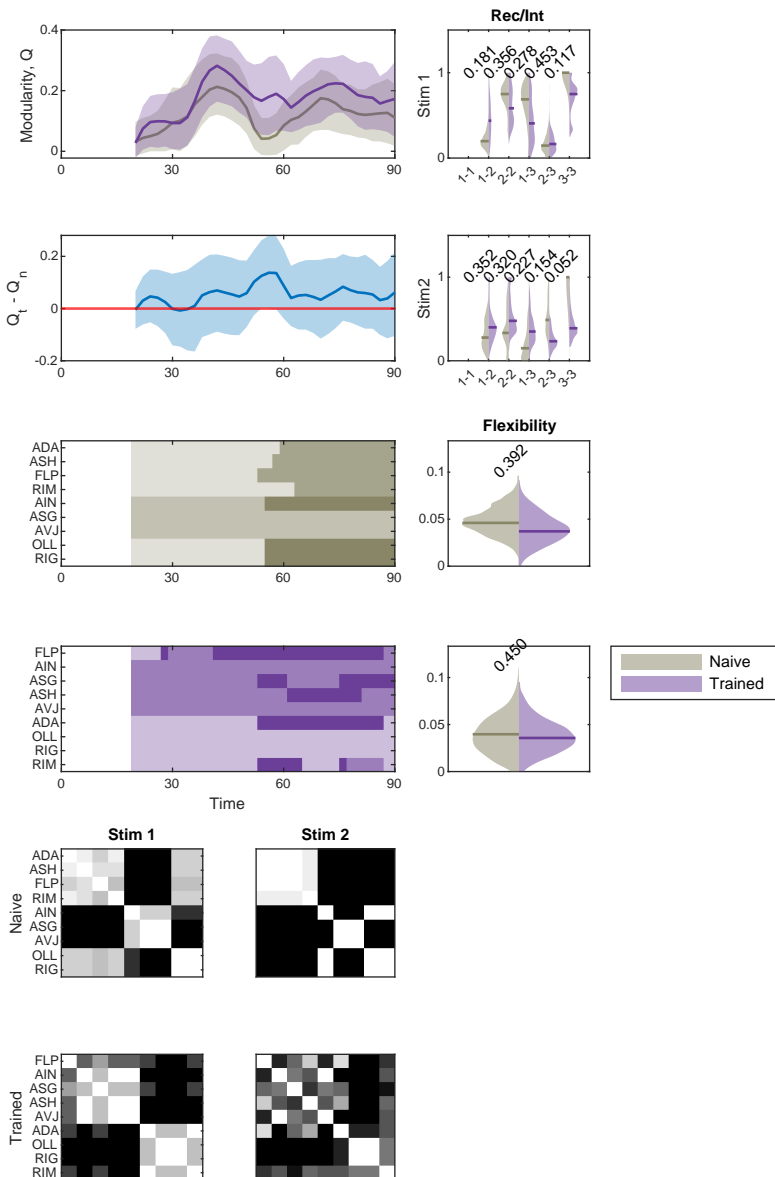 Rec/Int
Modularity, Q
0.4
0.2
0
0 30 60 90
Stim 1
1
0
0.181 0.356 0.278 0.453 0.117
1-1 1-2 2-2 1-3 2-3 3-3
Qt - Qn
0.2
0
-0.2
0 30 60 90
Stim2
1
0
0.352 0.320 0.227 0.154 0.052
1-1 1-2 2-2 1-3 2-3 3-3
ADA
ASH
FLP
RIM
AIN
ASG
AVJ
OLL
RIG
0 30 60 90
Flexibility
0.392
0.1
0.05
0
FLP
AIN
ASG
ASH
AVJ
ADA
OLL
RIG
RIM
0 30 60 90
Time
0.450
0.1
0.05
0
Naive
Trained
Stim 1 Stim 2
Naive
ADA
ASH
FLP
RIM
AIN
ASG
AVJ
OLL
RIG
Trained
FLP
AIN
ASG
ASH
AVJ
ADA
OLL
RIG
RIM